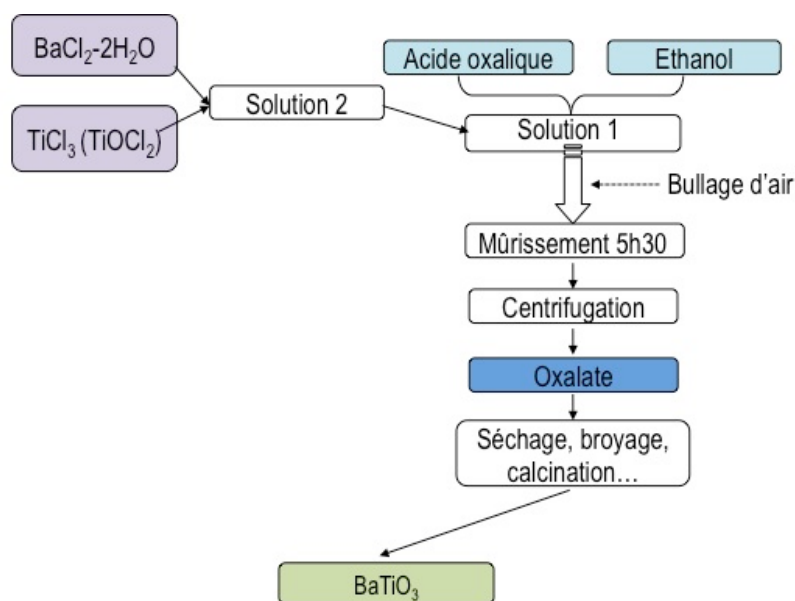 BaCl₂-2H₂O
TiCl₃ (TiOCl₂)
Solution 2
Acide oxalique
Ethanol
Solution 1
Bullage d’air
Mûrissement 5h30
Centrifugation
Oxalate
Séchage, broyage,
calcination…
BaTiO₃